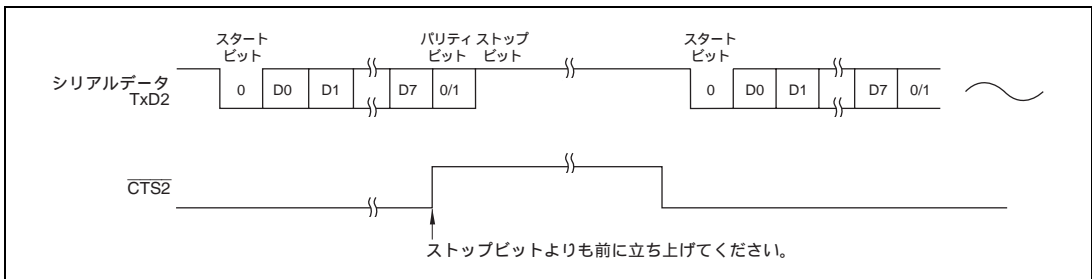 スタート
ビット
パリティ
ビット
ストップ
ビット
スタート
ビット
シリアルデータ
TxD2
0 D0 D1 D7 0/1 0 D0 D1 D7 0/1
CTS2
ストップビットよりも前に立ち上げてください。